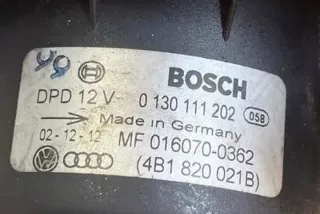 BOSCH
DPD 12 V- 0 130 111 202 058
Made in Germany
02-12-12 MF 016070-0362
(4B1 820 021B)